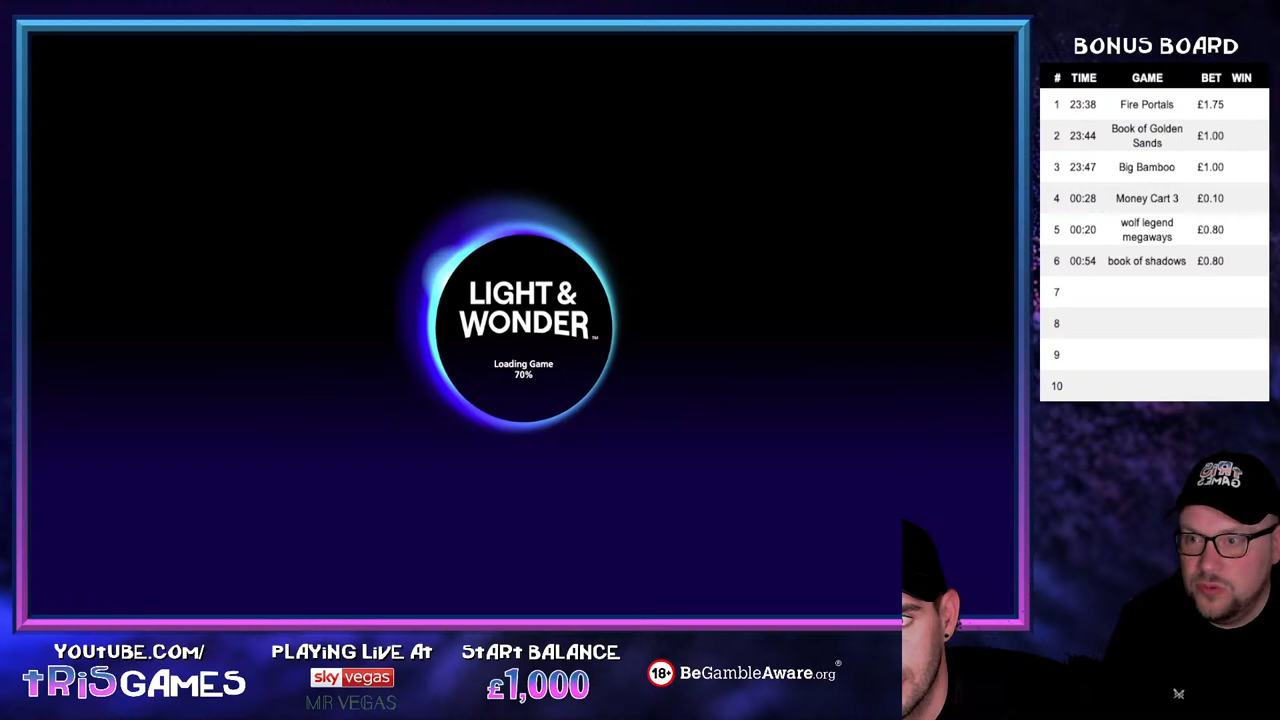 BONUS BOARD
# TIME GAME BET WIN
1 23:38 Fire Portals £1.75
2 23:44 Book of Golden Sands £1.00
3 23:47 Big Bamboo £1.00
4 00:28 Money Cart 3 £0.10
5 00:20 wolf legend megaways £0.80
6 00:54 book of shadows £0.80
7
8
9
10
LIGHT &
WONDER™
Loading Game
70%
TRIS
GAMES
YOUTUBE.COM/
TRISGAMES
PLAYING LIVE AT
sky vegas
MR VEGAS
START BALANCE
£1,000
18+ BeGambleAware.org®